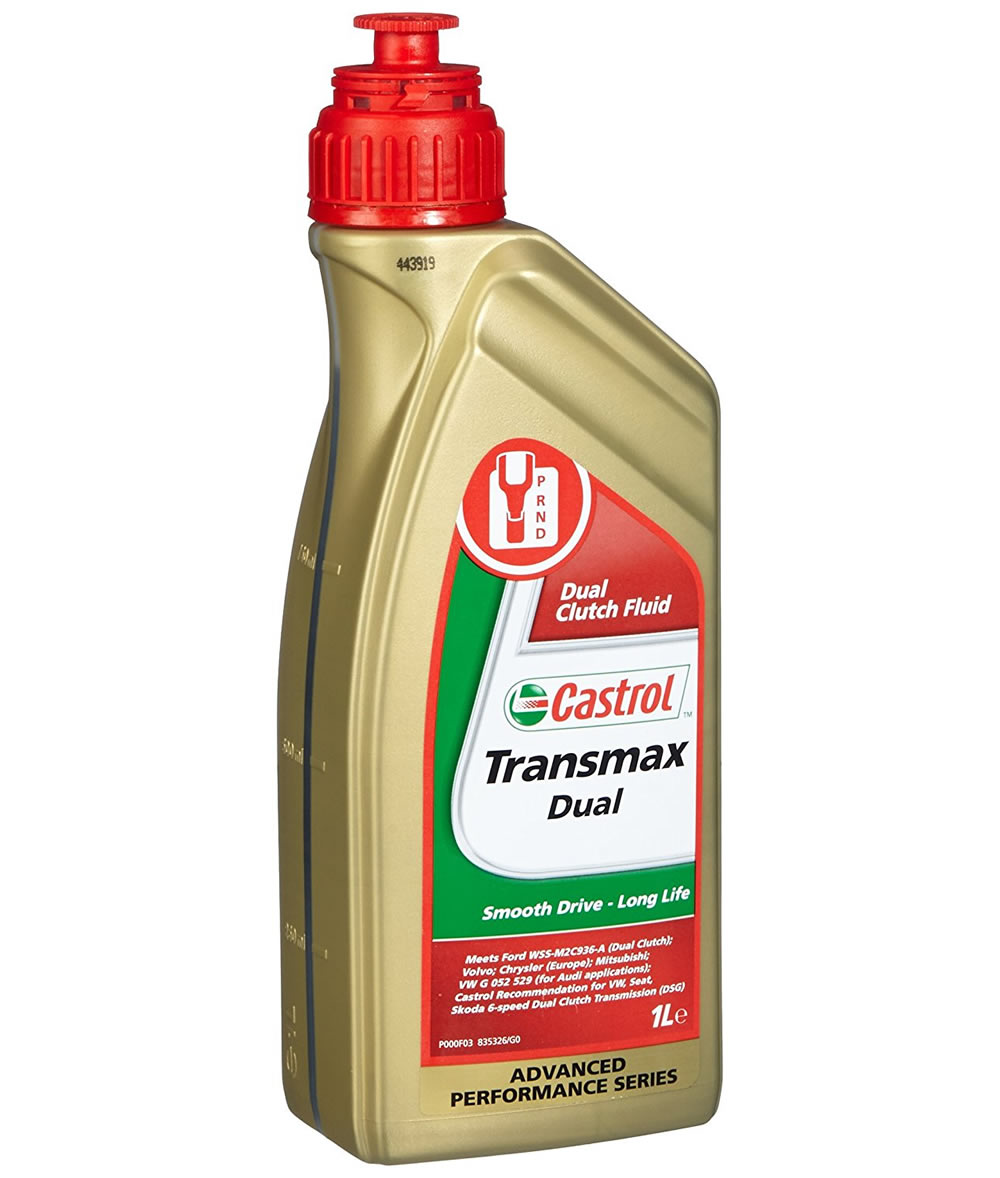 443919
P
R
N
D
Dual
Clutch Fluid
Castrol
TM
Transmax
Dual
Smooth Drive - Long Life
Meets Ford WSS-M2C936-A (Dual Clutch);
Volvo; Chrysler (Europe); Mitsubishi;
VW G 052 529 (for Audi applications);
Castrol Recommendation for VW, Seat,
Skoda 6-speed Dual Clutch Transmission (DSG)
1Le
P000F03 835326/G0
ADVANCED
PERFORMANCE SERIES